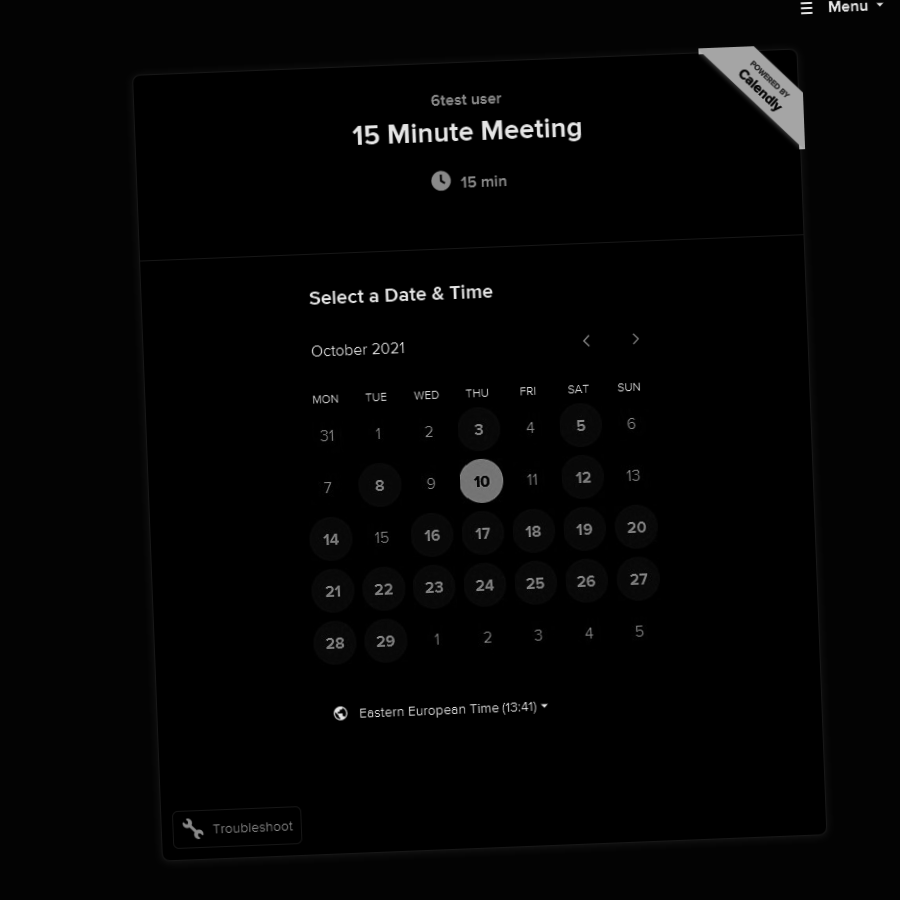 ☰ Menu
POWERED BY
Calendly
6test user
15 Minute Meeting
15 min
Select a Date & Time
October 2021
MON TUE WED THU FRI SAT SUN
31 1 2 3 4 5 6
7 8 9 10 11 12 13
14 15 16 17 18 19 20
21 22 23 24 25 26 27
28 29 1 2 3 4 5
Eastern European Time (13:41)
Troubleshoot